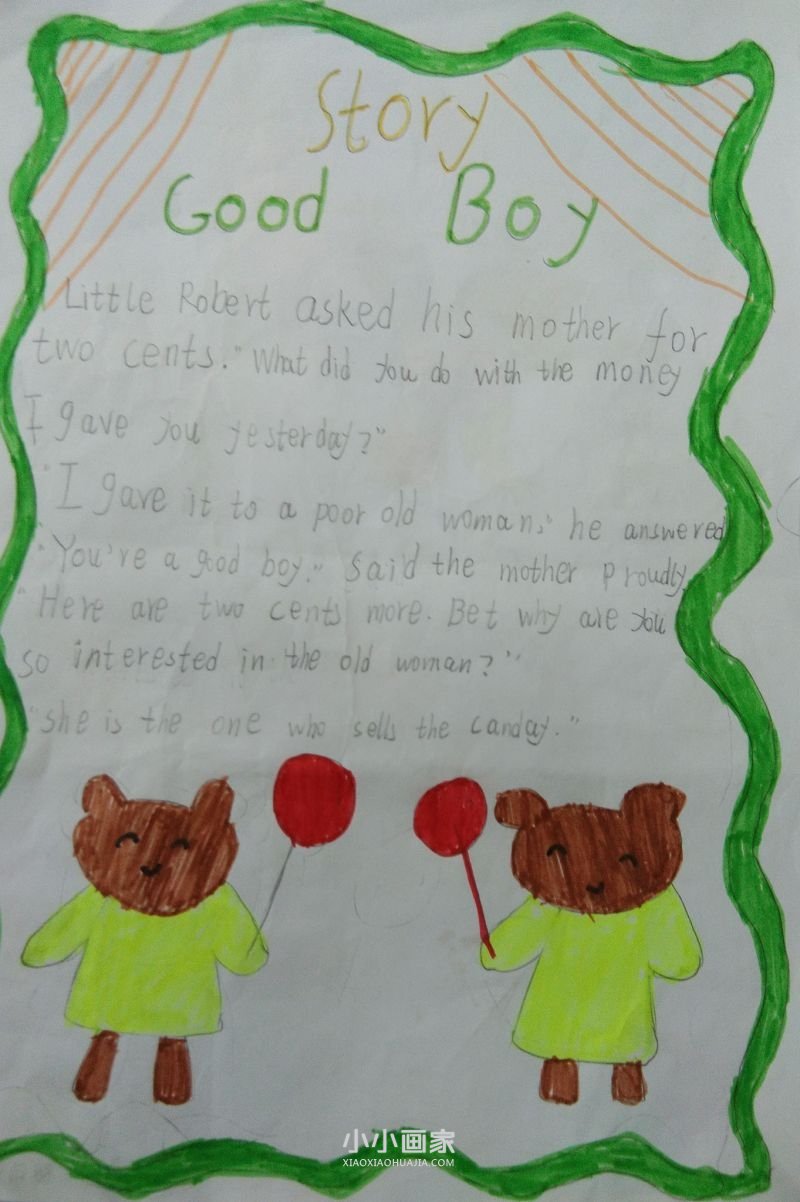 Story
Good Boy
Little Robert asked his mother for
two cents. "What did you do with the money
I gave you yesterday?"
"I gave it to a poor old woman," he answered
"You're a good boy." Said the mother proudly.
"Here are two cents more. Bet why are you
so interested in the old woman?"
"she is the one who sells the canday."
小小画家
XIAOXIAOHUAJIA.COM